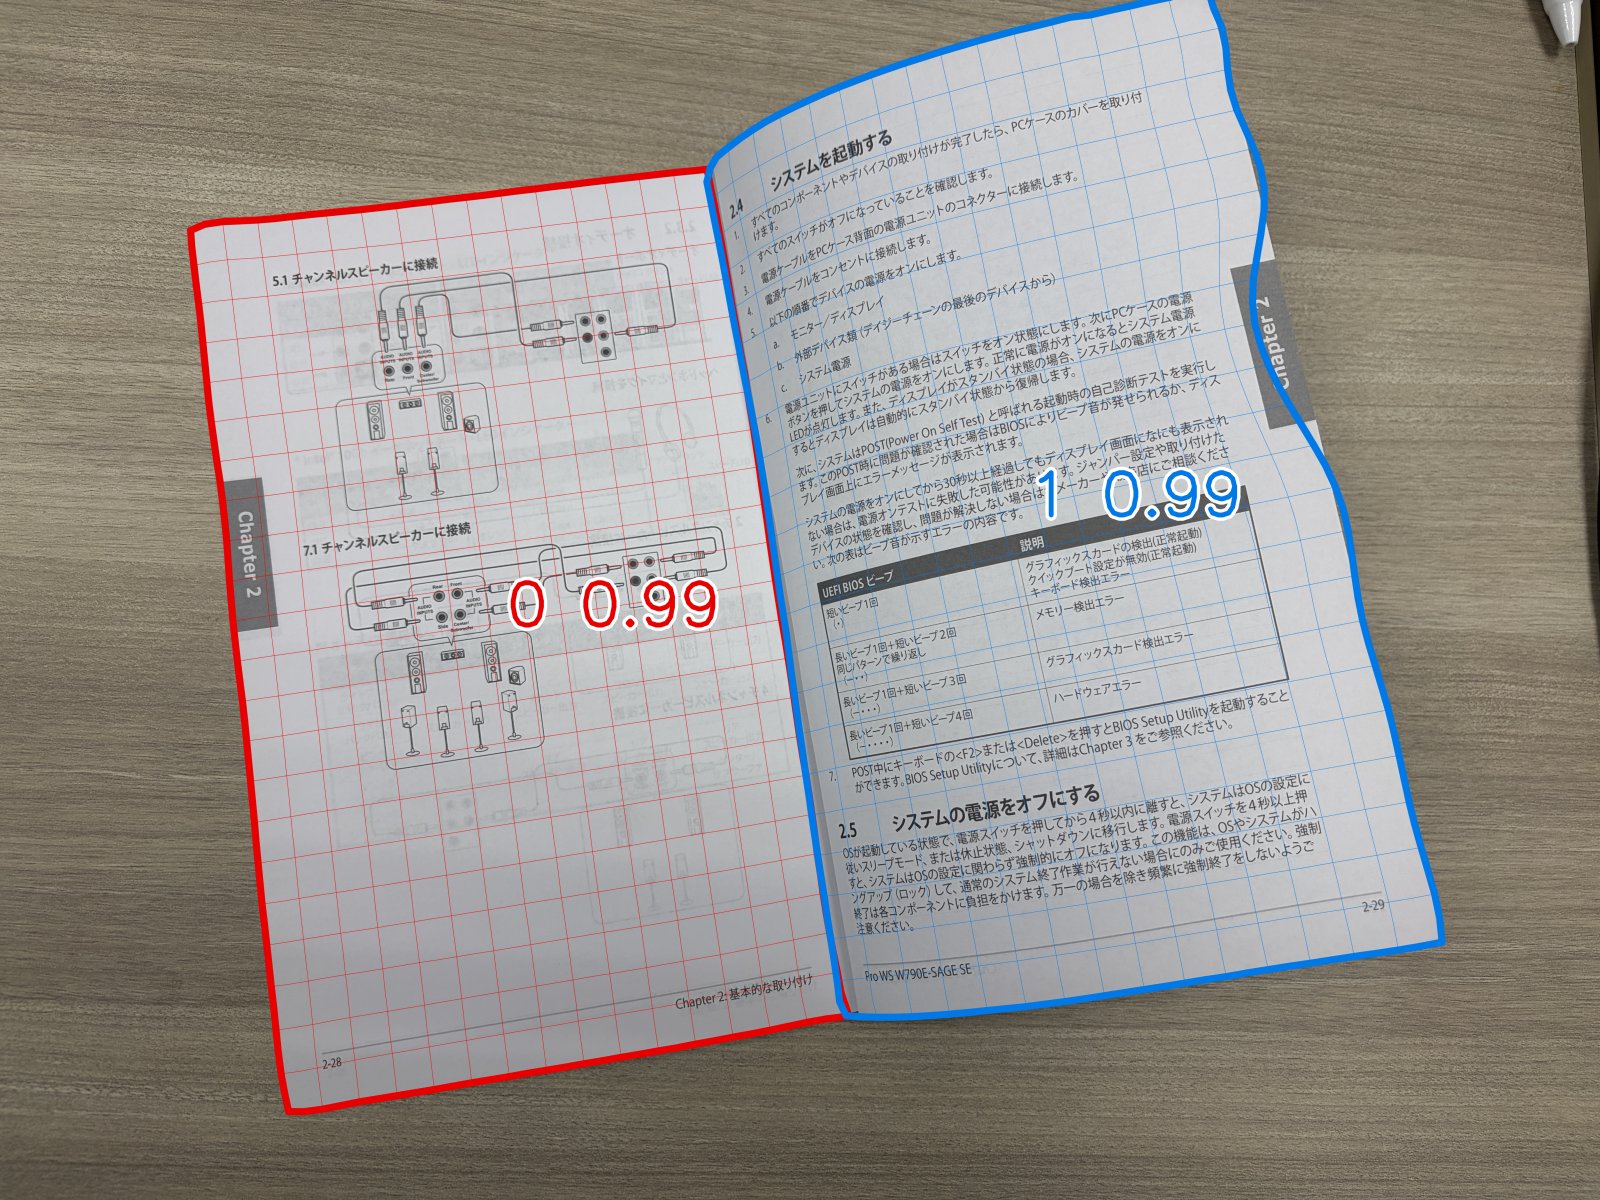 5.1 チャンネルスピーカーに接続
AUDIO INPUTS
AUDIO INPUTS
AUDIO INPUTS
Rear
Front
Center/Subwoofer
7.1 チャンネルスピーカーに接続
Rear
Front
AUDIO INPUTS
AUDIO INPUTS
Side
Center/Subwoofer
Chapter 2
0 0.99
Chapter 2: 基本的な取り付け
2-28
2.4 システムを起動する
1. すべてのコンポーネントやデバイスの取り付けが完了したら、PCケースのカバーを取り付
けます。
2. すべてのスイッチがオフになっていることを確認します。
3. 電源ケーブルをPCケース背面の電源ユニットのコネクターに接続します。
4. 電源ケーブルをコンセントに接続します。
5. 以下の順番でデバイスの電源をオンにします。
a. モニター/ディスプレイ
b. 外部デバイス類(デイジーチェーンの最後のデバイスから)
c. システム電源
6. 電源ユニットにスイッチがある場合はスイッチをオン状態にします。次にPCケースの電源
ボタンを押してシステムの電源をオンにします。正常に電源がオンになるとシステム電源
LEDが点灯します。また、ディスプレイがスタンバイ状態の場合、システムの電源をオンに
するとディスプレイは自動的にスタンバイ状態から復帰します。
次に、システムはPOST(Power On Self Test) と呼ばれる起動時の自己診断テストを実行し
ます。このPOST時に問題が確認された場合はBIOSによりビープ音が発せられるか、ディス
プレイ画面上にエラーメッセージが表示されます。
システムの電源をオンにしてから30秒以上経過してもディスプレイ画面になにも表示され
ない場合は、電源オンテストに失敗した可能性があります。ジャンパー設定や取り付けた
デバイスの状態を確認し、問題が解決しない場合は メーカーや 店にご相談くださ
い。次の表はビープ音が示すエラーの内容です。
1 0.99
UEFI BIOS ビープ 説明
短いビープ1回
(・)
グラフィックスカードの検出(正常起動)
クイックブート設定が無効(正常起動)
キーボード検出エラー
長いビープ1回+短いビープ2回
同じパターンで繰り返し
(ー・・)
メモリー検出エラー
長いビープ1回+短いビープ3回
(ー・・・)
グラフィックスカード検出エラー
長いビープ1回+短いビープ4回
(ー・・・・)
ハードウェアエラー
7. POST中にキーボードの<F2>または<Delete>を押すとBIOS Setup Utilityを起動すること
ができます。BIOS Setup Utilityについて、詳細はChapter 3 をご参照ください。
2.5 システムの電源をオフにする
OSが起動している状態で、電源スイッチを押してから4秒以内に離すと、システムはOSの設定に
従いスリープモード、または休止状態、シャットダウンに移行します。電源スイッチを4秒以上押
すと、システムはOSの設定に関わらず強制的にオフになります。この機能は、OSやシステムがハ
ングアップ(ロック)して、通常のシステム終了作業が行えない場合にのみご使用ください。強制
終了は各コンポーネントに負担をかけます。万一の場合を除き頻繁に強制終了をしないようご
注意ください。
Chapter 2
Pro WS W790E-SAGE SE
2-29